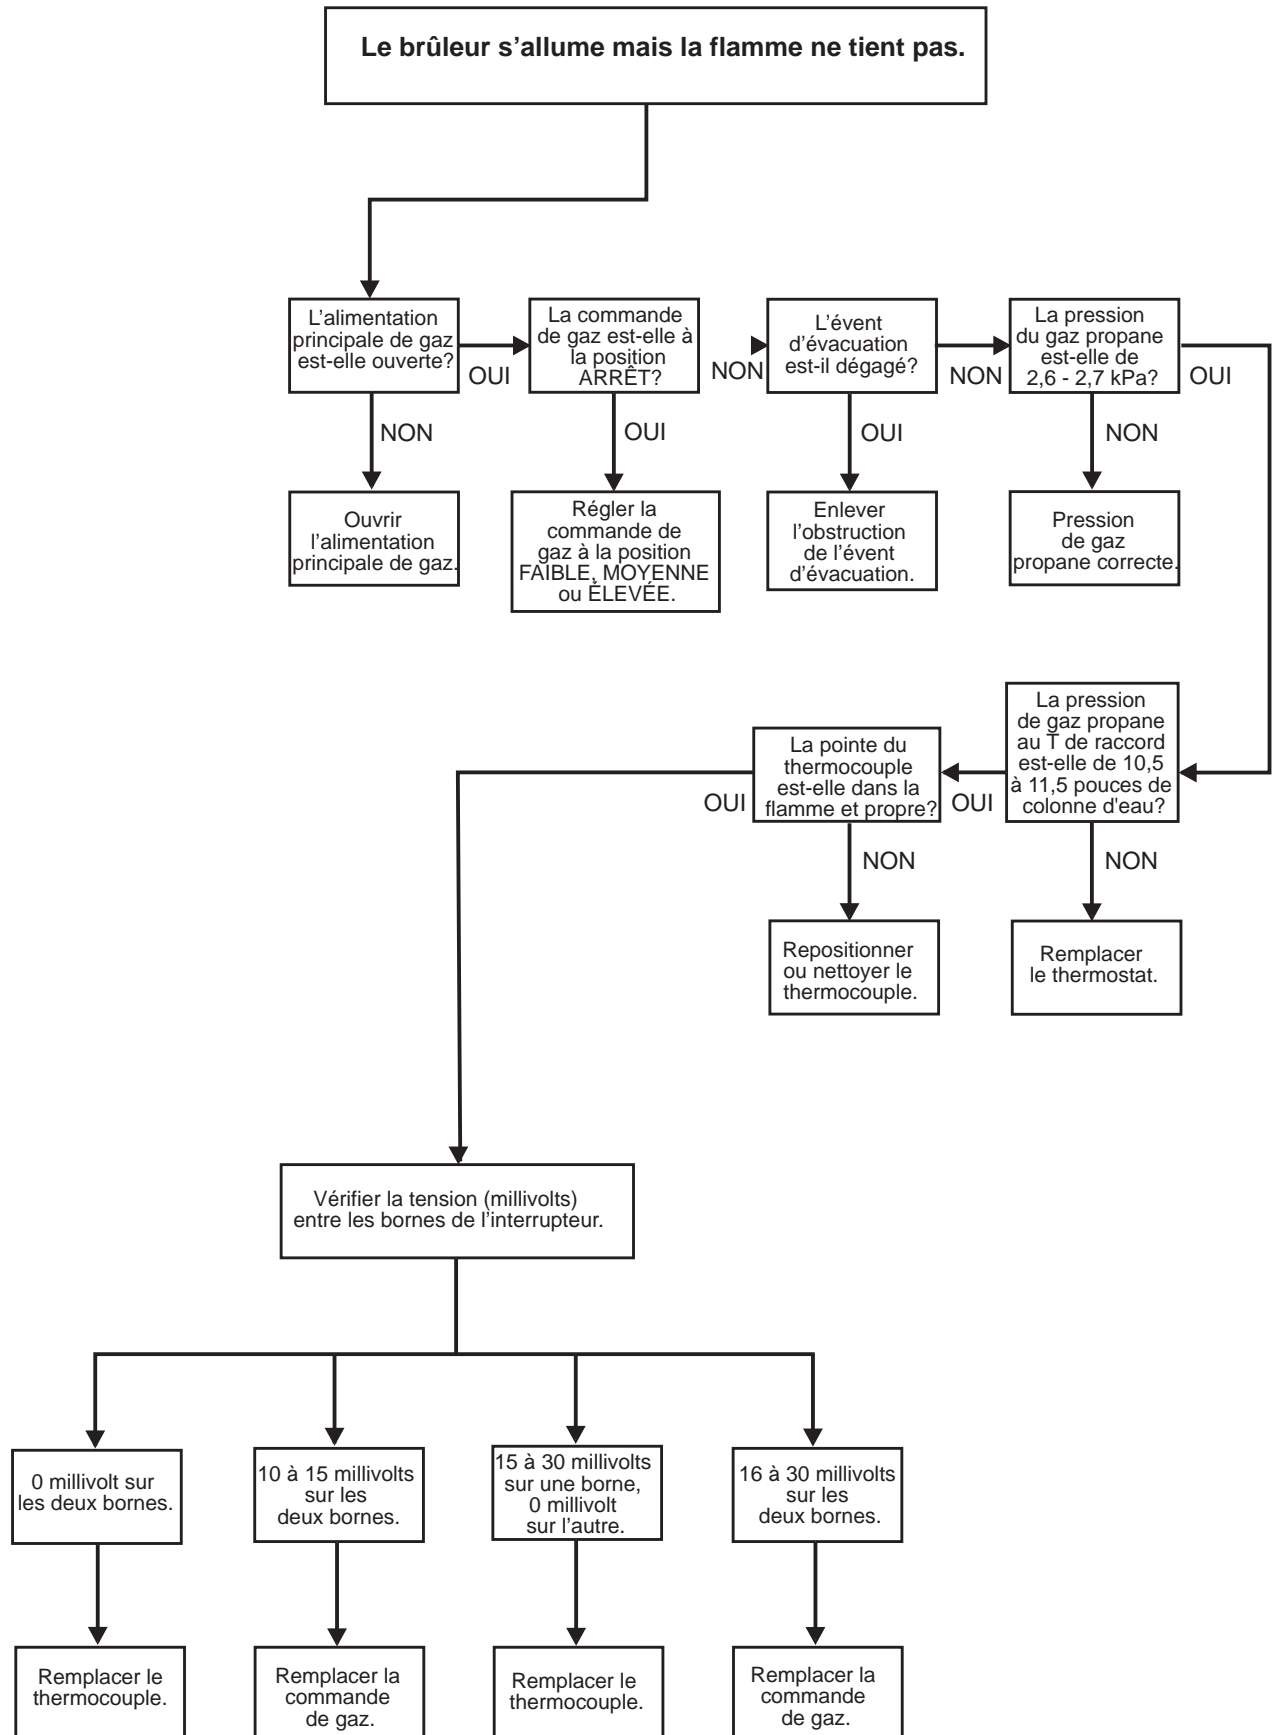 Le brûleur s'allume mais la flamme ne tient pas.
L'alimentation
principale de gaz
est-elle ouverte?
OUI
NON
Ouvrir
l'alimentation
principale de gaz.
La commande
de gaz est-elle à
la position
ARRÊT?
NON
OUI
Régler la
commande de
gaz à la position
FAIBLE, MOYENNE
ou ÉLEVÉE.
L'évent
d'évacuation
est-il dégagé?
NON
OUI
Enlever
l'obstruction
de l'évent
d'évacuation.
La pression
du gaz propane
est-elle de
2,6 - 2,7 kPa?
OUI
NON
Pression
de gaz
propane correcte.
La pression
de gaz propane
au T de raccord
est-elle de 10,5
à 11,5 pouces de
colonne d'eau?
OUI
NON
Remplacer
le thermostat.
La pointe du
thermocouple
est-elle dans la
flamme et propre?
OUI
NON
Repositionner
ou nettoyer le
thermocouple.
Vérifier la tension (millivolts)
entre les bornes de l'interrupteur.
0 millivolt sur
les deux bornes.
Remplacer le
thermocouple.
10 à 15 millivolts
sur les
deux bornes.
Remplacer la
commande
de gaz.
15 à 30 millivolts
sur une borne,
0 millivolt
sur l'autre.
Remplacer le
thermocouple.
16 à 30 millivolts
sur les
deux bornes.
Remplacer la
commande
de gaz.